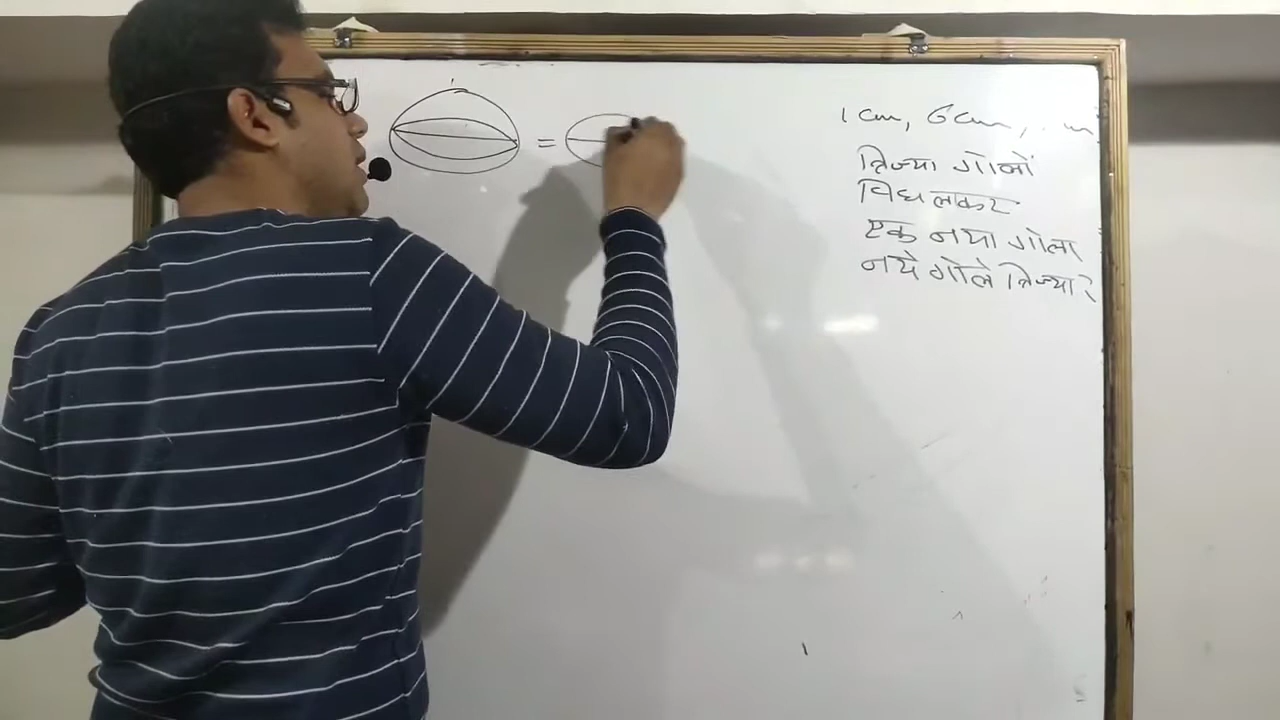 1 cm, 6 cm,
त्रिज्या गोलों
पिघलाकर
एक नया गोला
नये गोले त्रिज्या?
=